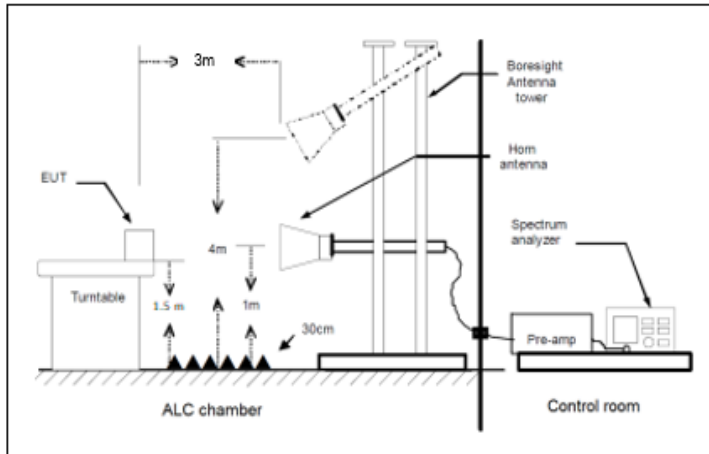 3m
Boresight
Antenna
tower
Horn
antenna
EUT
Spectrum
analyzer
4m
Turntable
1.5 m
1m
30cm
Pre-amp
ALC chamber
Control room